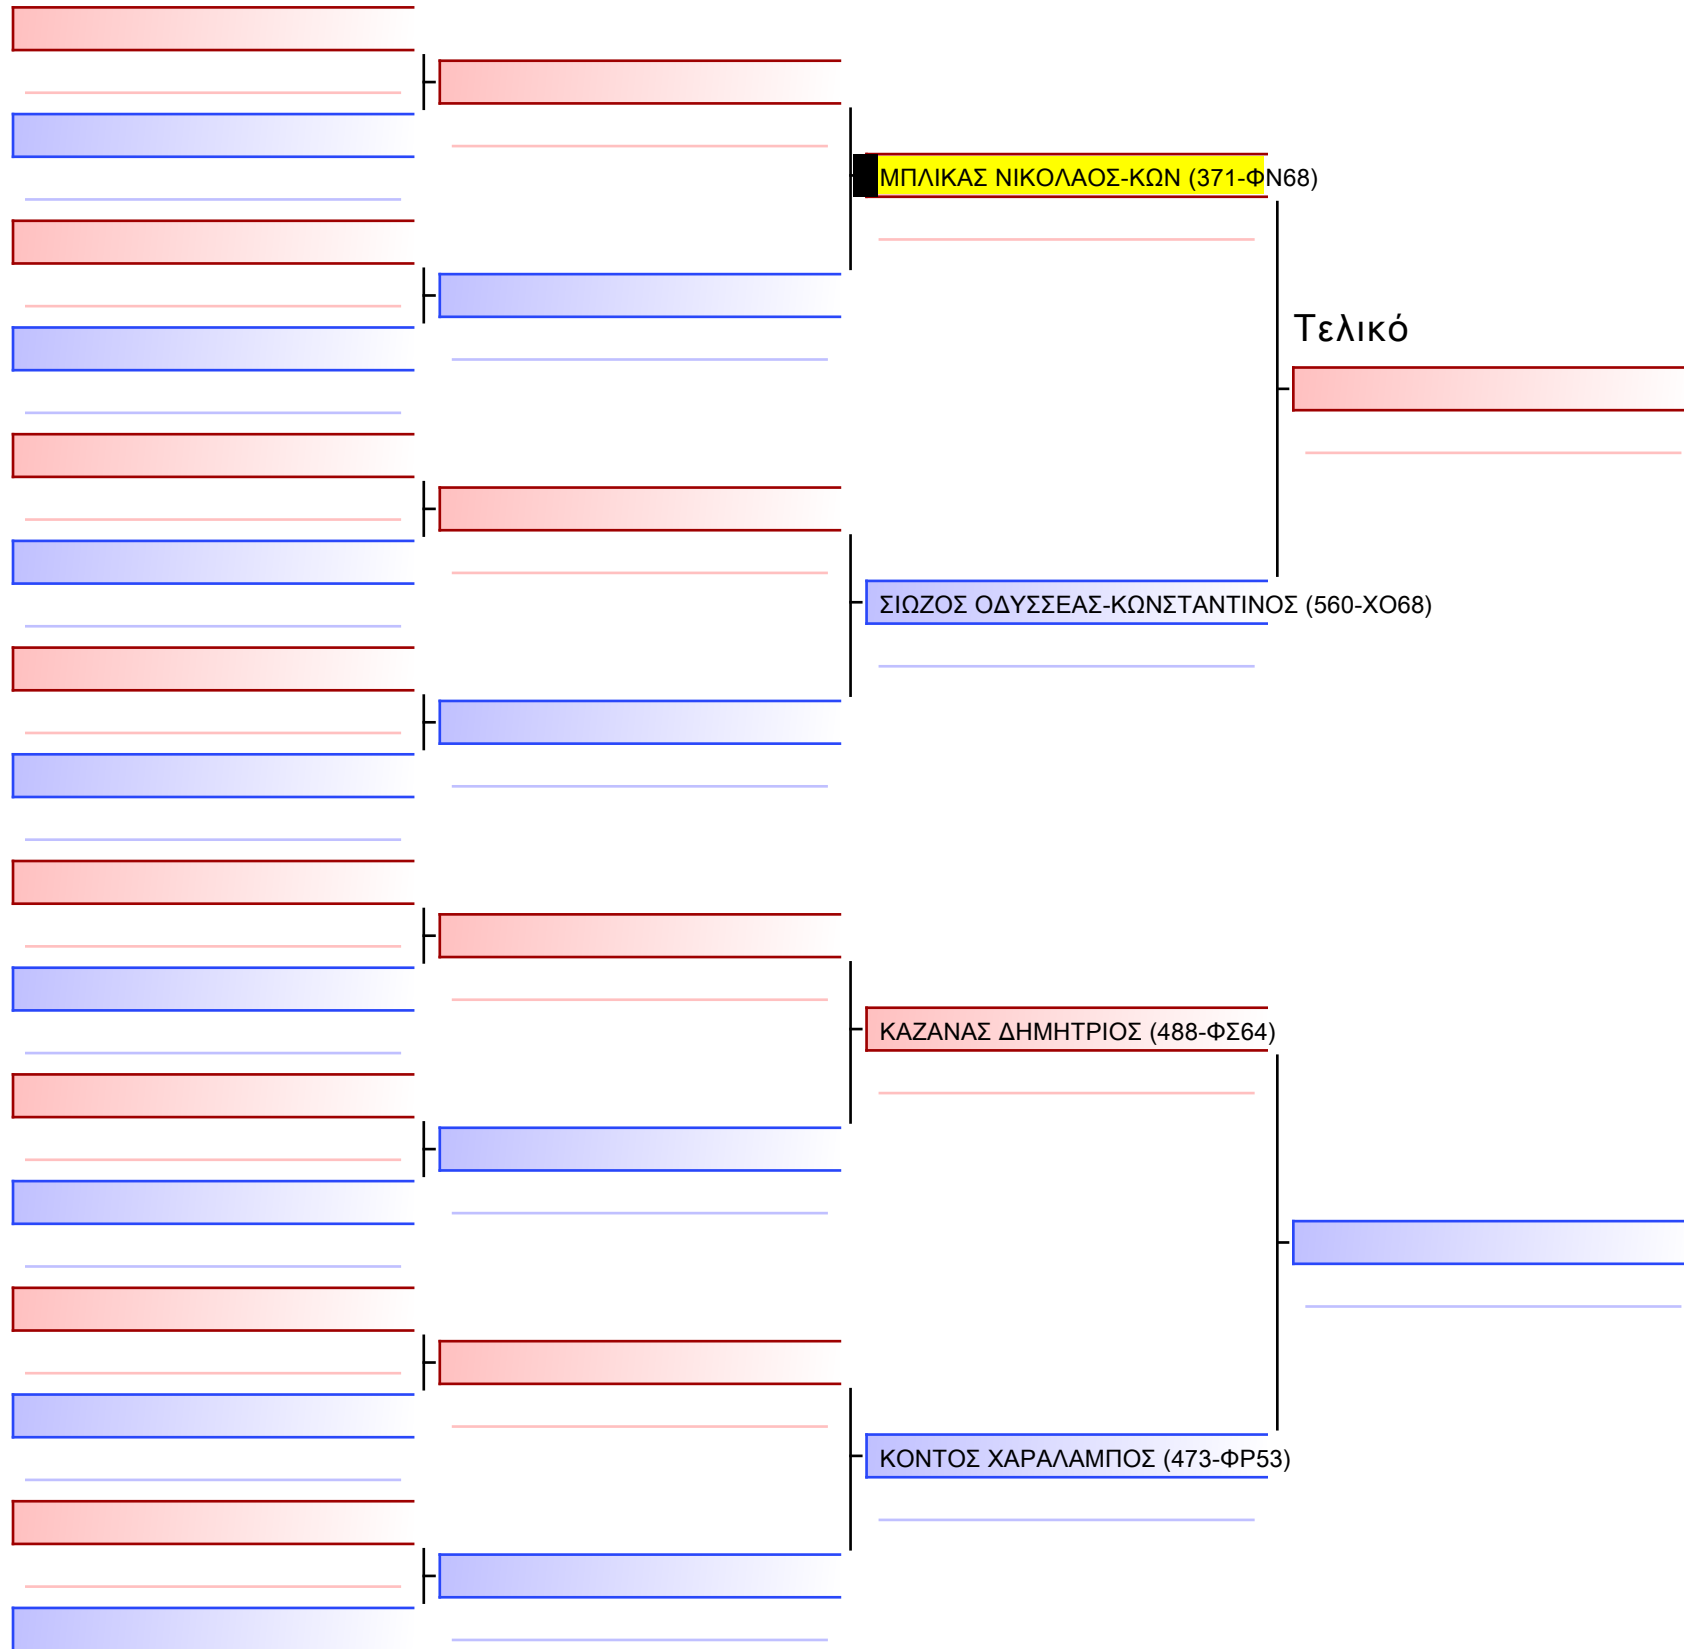 ΜΠΛΙΚΑΣ ΝΙΚΟΛΑΟΣ-ΚΩΝ (371-ΦΝ68)
Τελικό
ΣΙΩΖΟΣ ΟΔΥΣΣΕΑΣ-ΚΩΝΣΤΑΝΤΙΝΟΣ (560-ΧΟ68)
ΚΑΖΑΝΑΣ ΔΗΜΗΤΡΙΟΣ (488-ΦΣ64)
ΚΟΝΤΟΣ ΧΑΡΑΛΑΜΠΟΣ (473-ΦΡ53)